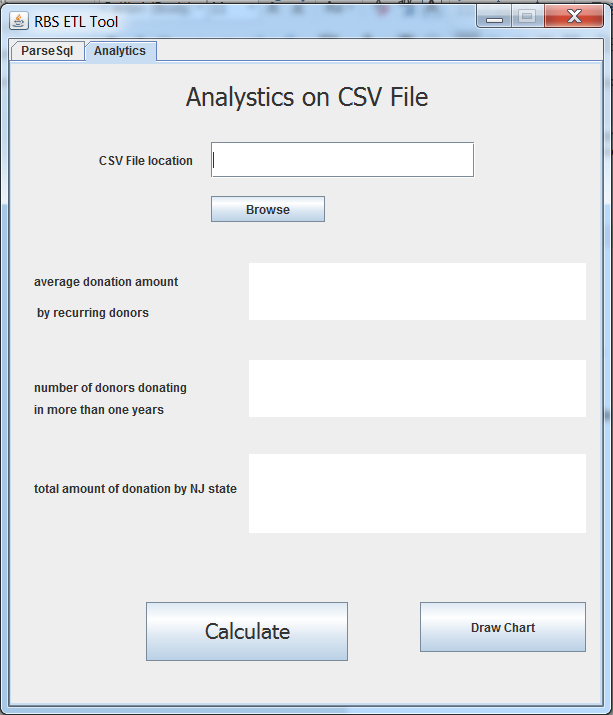 RBS ETL Tool
ParseSql Analytics
Analystics on CSV File
CSV File location
Browse
average donation amount
by recurring donors
number of donors donating
in more than one years
total amount of donation by NJ state
Calculate
Draw Chart